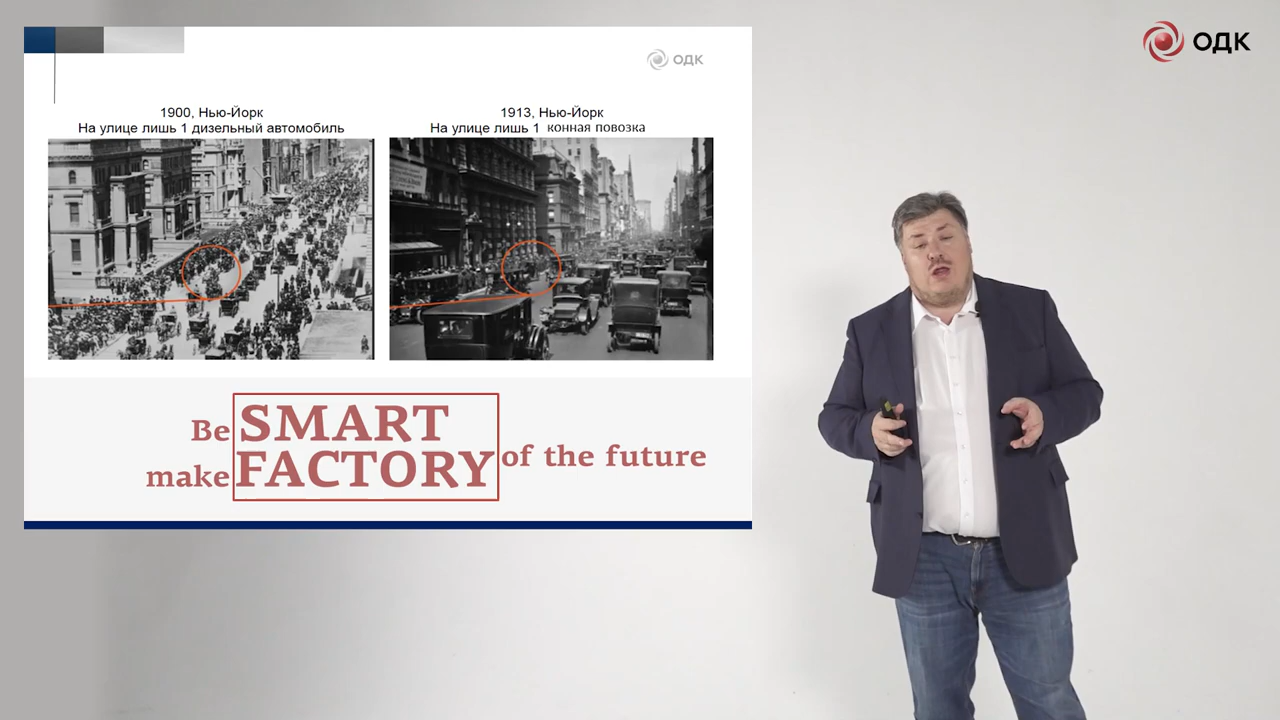 ОДК
ОДК
1900, Нью-Йорк
На улице лишь 1 дизельный автомобиль
1913, Нью-Йорк
На улице лишь 1 конная повозка
Be SMART
make FACTORY of the future